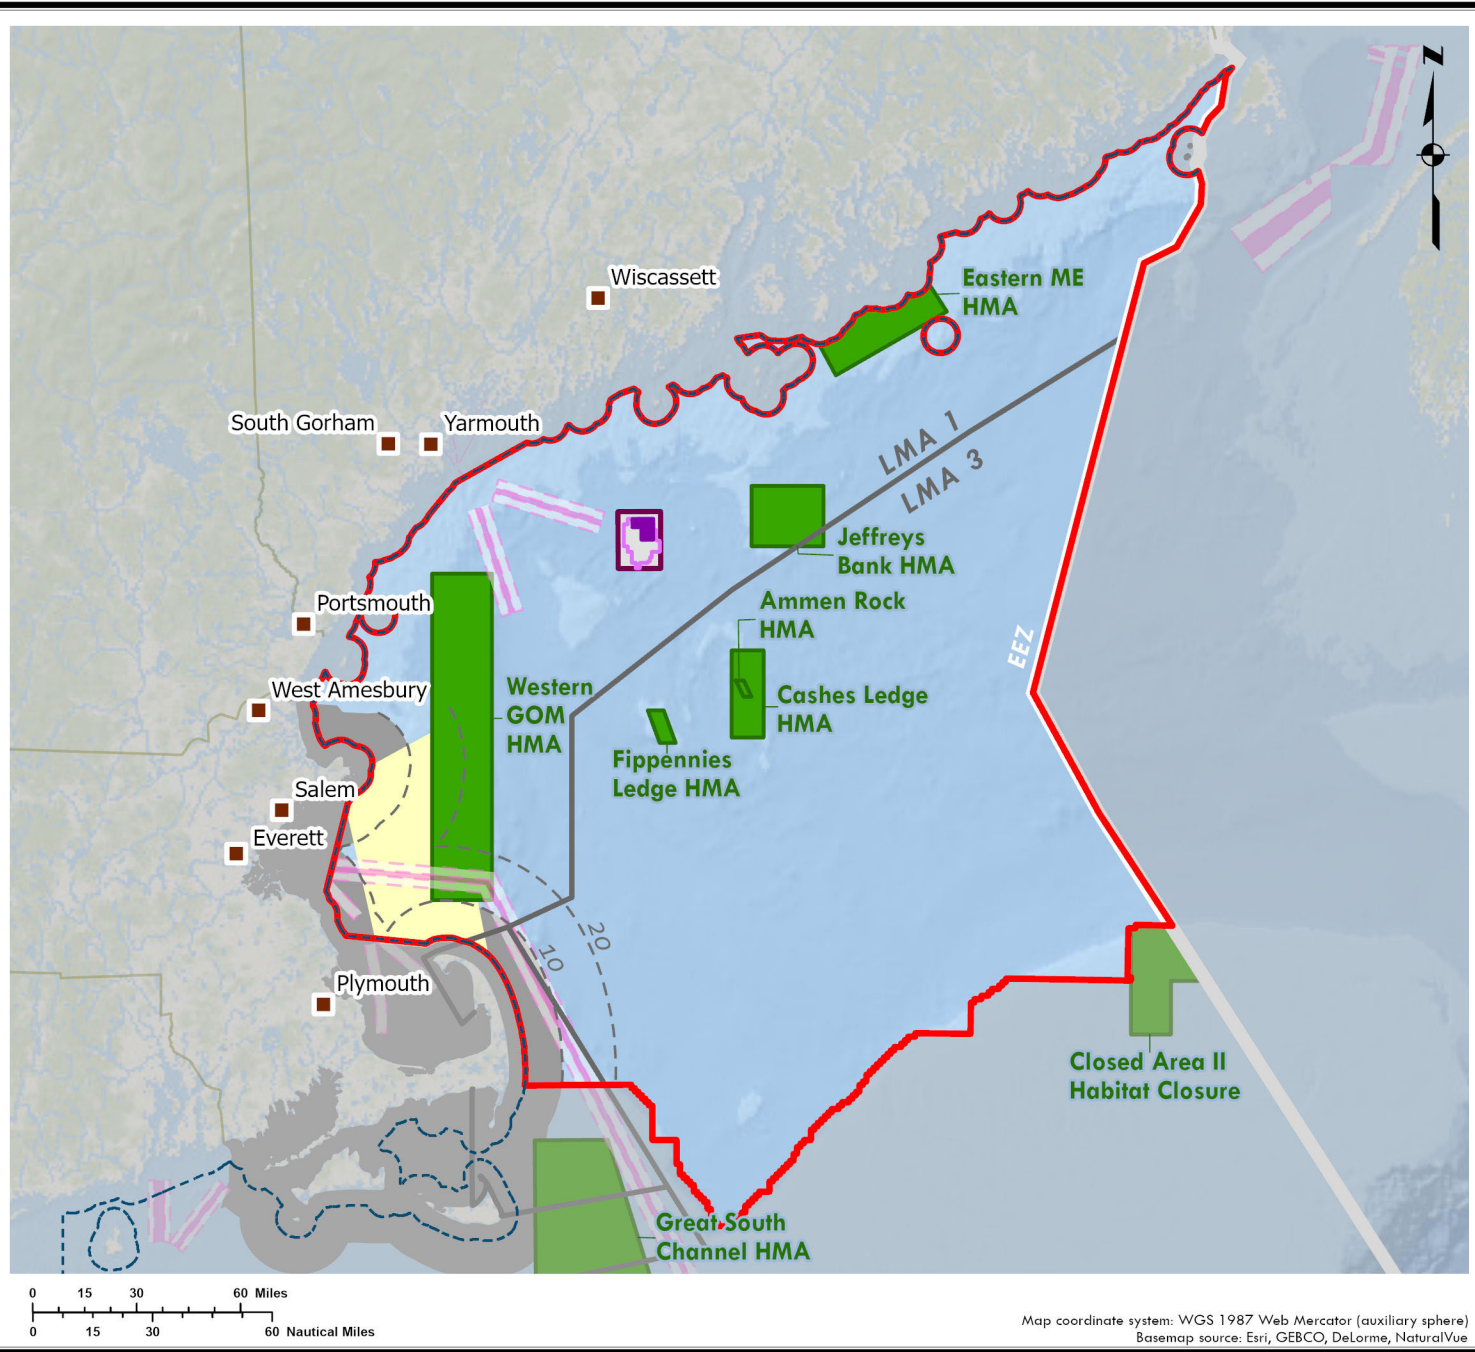 N
Wiscassett
Eastern ME
HMA
South Gorham
Yarmouth
LMA 1
LMA 3
Jeffreys
Bank HMA
Portsmouth
Ammen Rock
HMA
EEZ
West Amesbury
Western
GOM
HMA
Cashes Ledge
HMA
Fippennies
Ledge HMA
Salem
Everett
20
10
Plymouth
Closed Area II
Habitat Closure
Great South
Channel HMA
0 15 30 60 Miles
0 15 30 60 Nautical Miles
Map coordinate system: WGS 1987 Web Mercator (auxiliary sphere)
Basemap source: Esri, GEBCO, DeLorme, NaturalVue